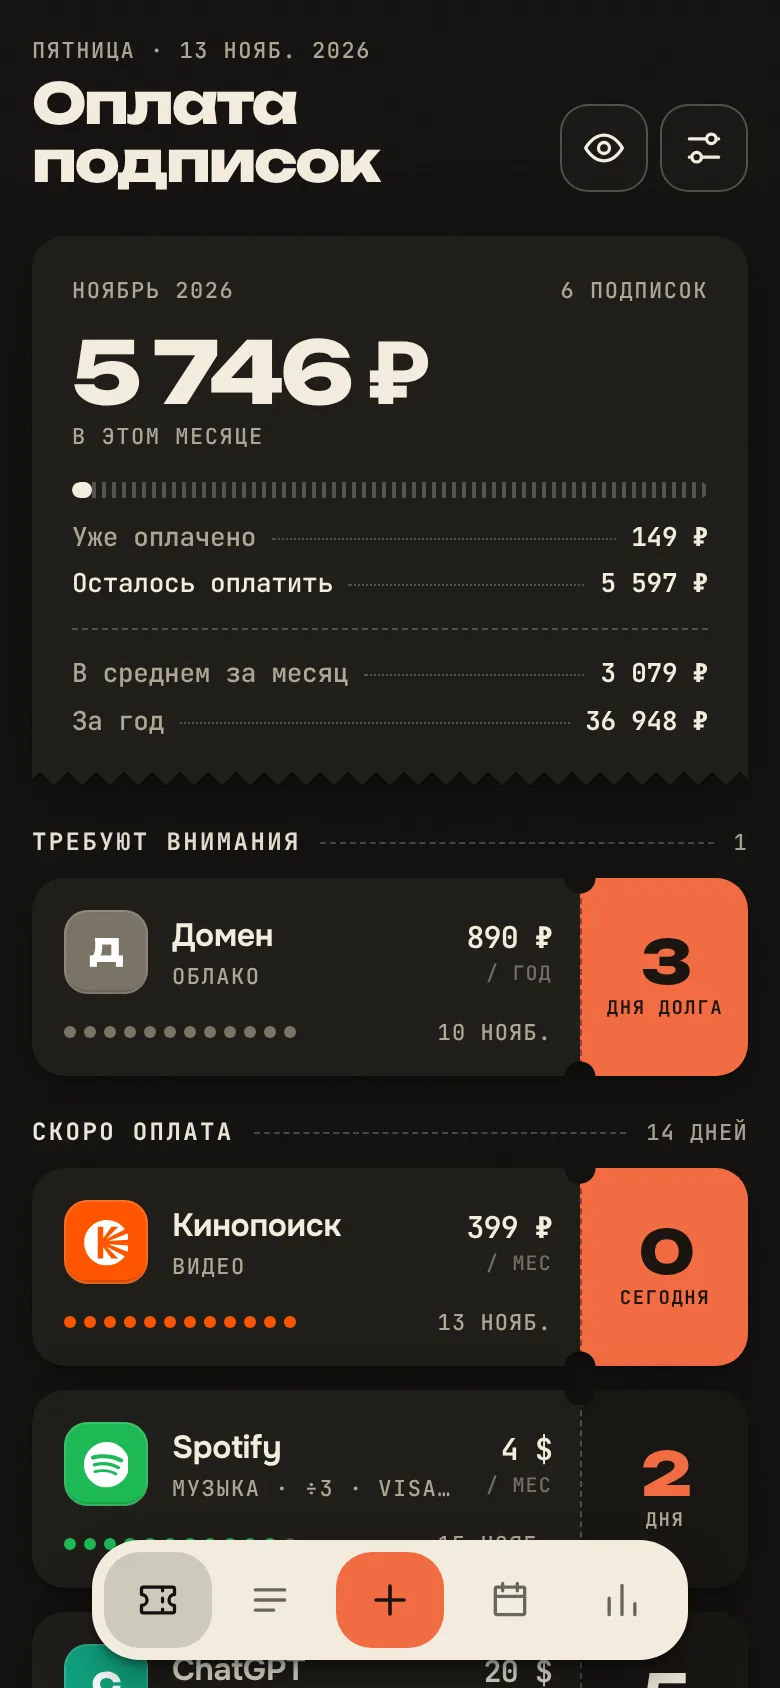 ПЯТНИЦА · 13 НОЯБ. 2026
Оплата
подписок
НОЯБРЬ 2026 6 ПОДПИСОК
5 746 ₽
В ЭТОМ МЕСЯЦЕ
Уже оплачено 149 ₽
Осталось оплатить 5 597 ₽
В среднем за месяц 3 079 ₽
За год 36 948 ₽
ТРЕБУЮТ ВНИМАНИЯ 1
Д
Домен 890 ₽
ОБЛАКО / ГОД
10 НОЯБ.
3
ДНЯ ДОЛГА
СКОРО ОПЛАТА 14 ДНЕЙ
Кинопоиск 399 ₽
ВИДЕО / МЕС
13 НОЯБ.
0
СЕГОДНЯ
Spotify 4 $
МУЗЫКА · ÷3 · VISA… / МЕС
2
ДНЯ
ChatGPT 20 $